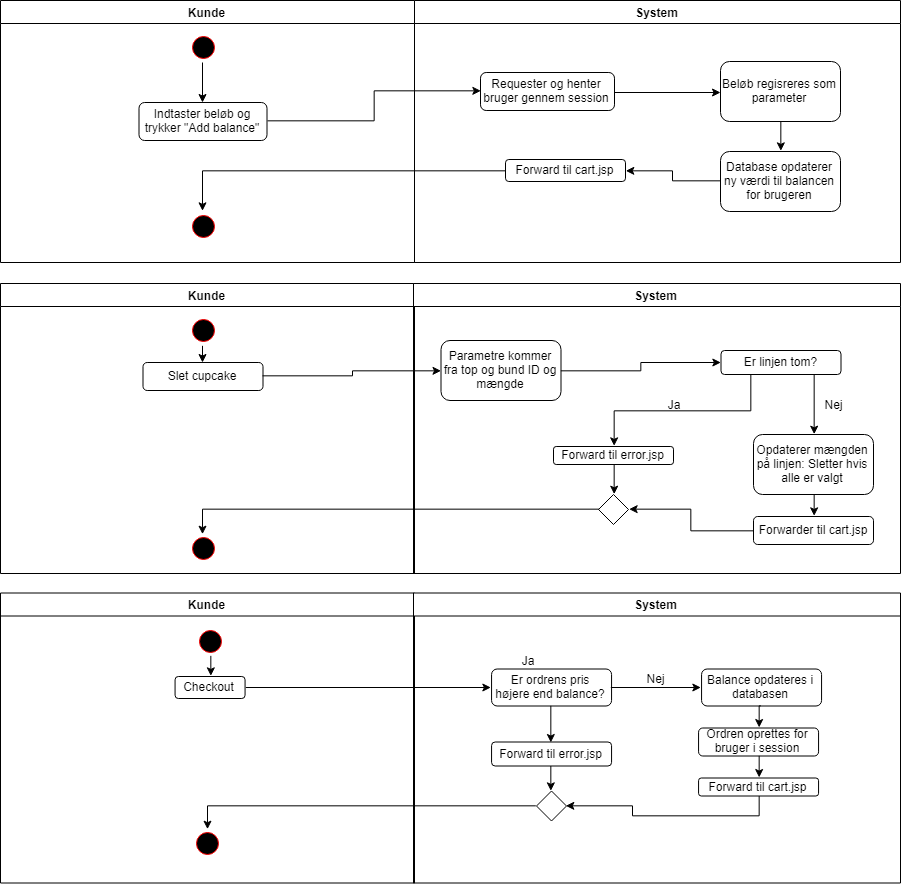 Kunde
System
Indtaster beløb og
trykker "Add balance"
Requester og henter
bruger gennem session
Beløb regisreres som
parameter
Database opdaterer
ny værdi til balancen
for brugeren
Forward til cart.jsp
Kunde
System
Slet cupcake
Parametre kommer
fra top og bund ID og
mængde
Er linjen tom?
Ja
Nej
Forward til error.jsp
Opdaterer mængden
på linjen: Sletter hvis
alle er valgt
Forwarder til cart.jsp
Kunde
System
Checkout
Ja
Er ordrens pris
højere end balance?
Nej
Balance opdateres i
databasen
Forward til error.jsp
Ordren oprettes for
bruger i session
Forward til cart.jsp